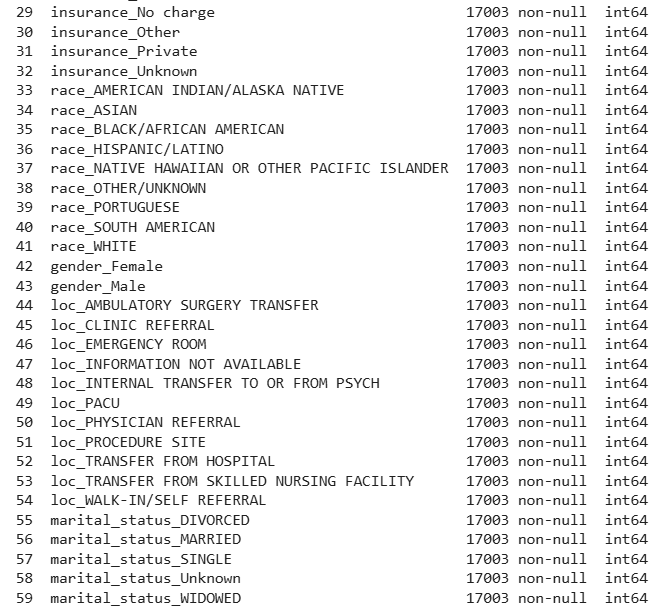 29 insurance_No charge 17003 non-null int64
30 insurance_Other 17003 non-null int64
31 insurance_Private 17003 non-null int64
32 insurance_Unknown 17003 non-null int64
33 race_AMERICAN INDIAN/ALASKA NATIVE 17003 non-null int64
34 race_ASIAN 17003 non-null int64
35 race_BLACK/AFRICAN AMERICAN 17003 non-null int64
36 race_HISPANIC/LATINO 17003 non-null int64
37 race_NATIVE HAWAIIAN OR OTHER PACIFIC ISLANDER 17003 non-null int64
38 race_OTHER/UNKNOWN 17003 non-null int64
39 race_PORTUGUESE 17003 non-null int64
40 race_SOUTH AMERICAN 17003 non-null int64
41 race_WHITE 17003 non-null int64
42 gender_Female 17003 non-null int64
43 gender_Male 17003 non-null int64
44 loc_AMBULATORY SURGERY TRANSFER 17003 non-null int64
45 loc_CLINIC REFERRAL 17003 non-null int64
46 loc_EMERGENCY ROOM 17003 non-null int64
47 loc_INFORMATION NOT AVAILABLE 17003 non-null int64
48 loc_INTERNAL TRANSFER TO OR FROM PSYCH 17003 non-null int64
49 loc_PACU 17003 non-null int64
50 loc_PHYSICIAN REFERRAL 17003 non-null int64
51 loc_PROCEDURE SITE 17003 non-null int64
52 loc_TRANSFER FROM HOSPITAL 17003 non-null int64
53 loc_TRANSFER FROM SKILLED NURSING FACILITY 17003 non-null int64
54 loc_WALK-IN/SELF REFERRAL 17003 non-null int64
55 marital_status_DIVORCED 17003 non-null int64
56 marital_status_MARRIED 17003 non-null int64
57 marital_status_SINGLE 17003 non-null int64
58 marital_status_Unknown 17003 non-null int64
59 marital_status_WIDOWED 17003 non-null int64